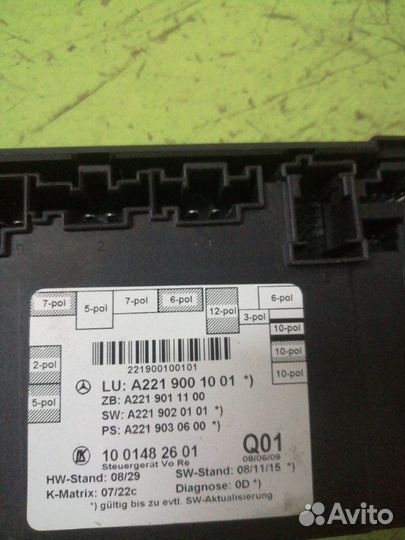 7-pol
5-pol
7-pol
6-pol
12-pol
3-pol
6-pol
10-pol
10-pol
10-pol
2-pol
5-pol
221900100101
LU: A221 900 10 01 *)
ZB: A221 901 11 00
SW: A221 902 01 01 *)
PS: A221 903 06 00 *)
10 0148 26 01
Q01
Steuergerät Vo Re
08/06/09
HW-Stand: 08/29
SW-Stand: 08/11/15 *)
K-Matrix: 07/22c
Diagnose: 0D *)
*) gültig bis zu evtl. SW-Aktualisierung
Avito